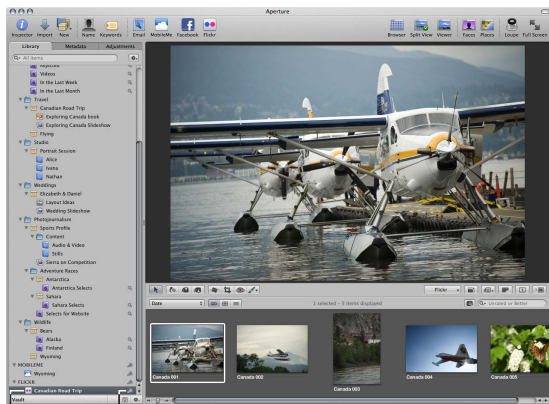 Aperture
Inspector Import New Name Keywords Email MobileMe Facebook Flickr Browser Split View Viewer Faces Places Loupe Full Screen
Library Metadata Adjustments
All Items
Rejected
Videos
In the Last Week
In the Last Month
Travel
Canadian Road Trip
Exploring Canada book
Exploring Canada Slideshow
Flying
Studio
Portrait Session
Alice
Ivana
Nathan
Weddings
Elizabeth & Daniel
Layout Ideas
Wedding Slideshow
Photojournalism
Sports Profile
Content
Audio & Video
Stills
Sierra on Competition
Adventure Races
Antarctica
Antarctica Selects
Sahara
Sahara Selects
Selects for Website
Wildlife
Bears
Alaska
Finland
Wyoming
MOBILEME
Wyoming
FLICKR
Canadian Road Trip
Vault
Flickr
Date
1 selected - 5 items displayed
Unrated or Better
Canada 001
Canada 002
Canada 003
Canada 004
Canada 005